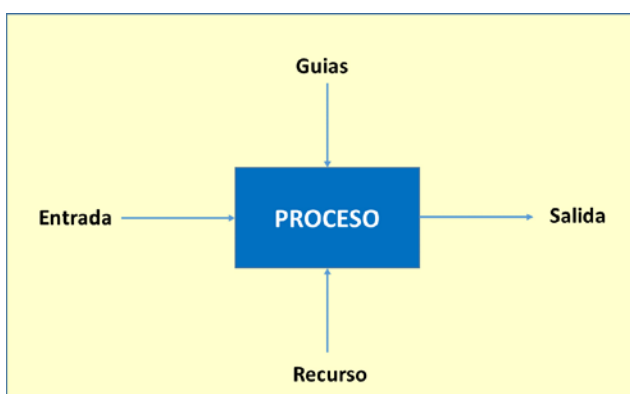 Guias
Entrada
PROCESO
Salida
Recurso